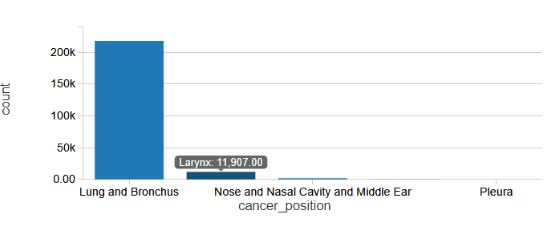 200k
150k
count
100k
50k
Larynx: 11,907.00
0.00
Lung and Bronchus
Nose and Nasal Cavity and Middle Ear
Pleura
cancer_position